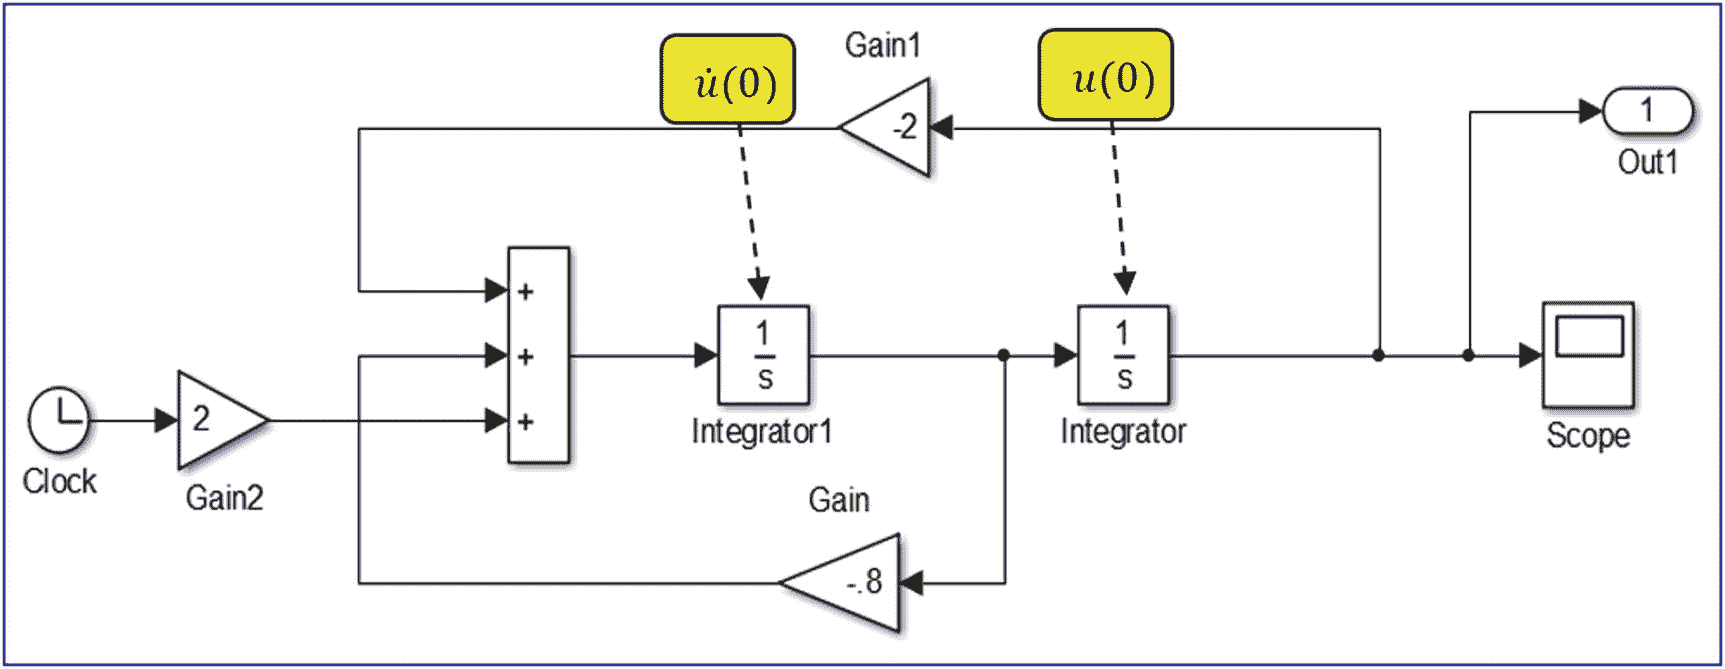 Gain1
u̇(0)
u(0)
-2
1
Out1
+
+
+
1
s
Integrator1
1
s
Integrator
Scope
2
Clock
Gain2
Gain
-.8